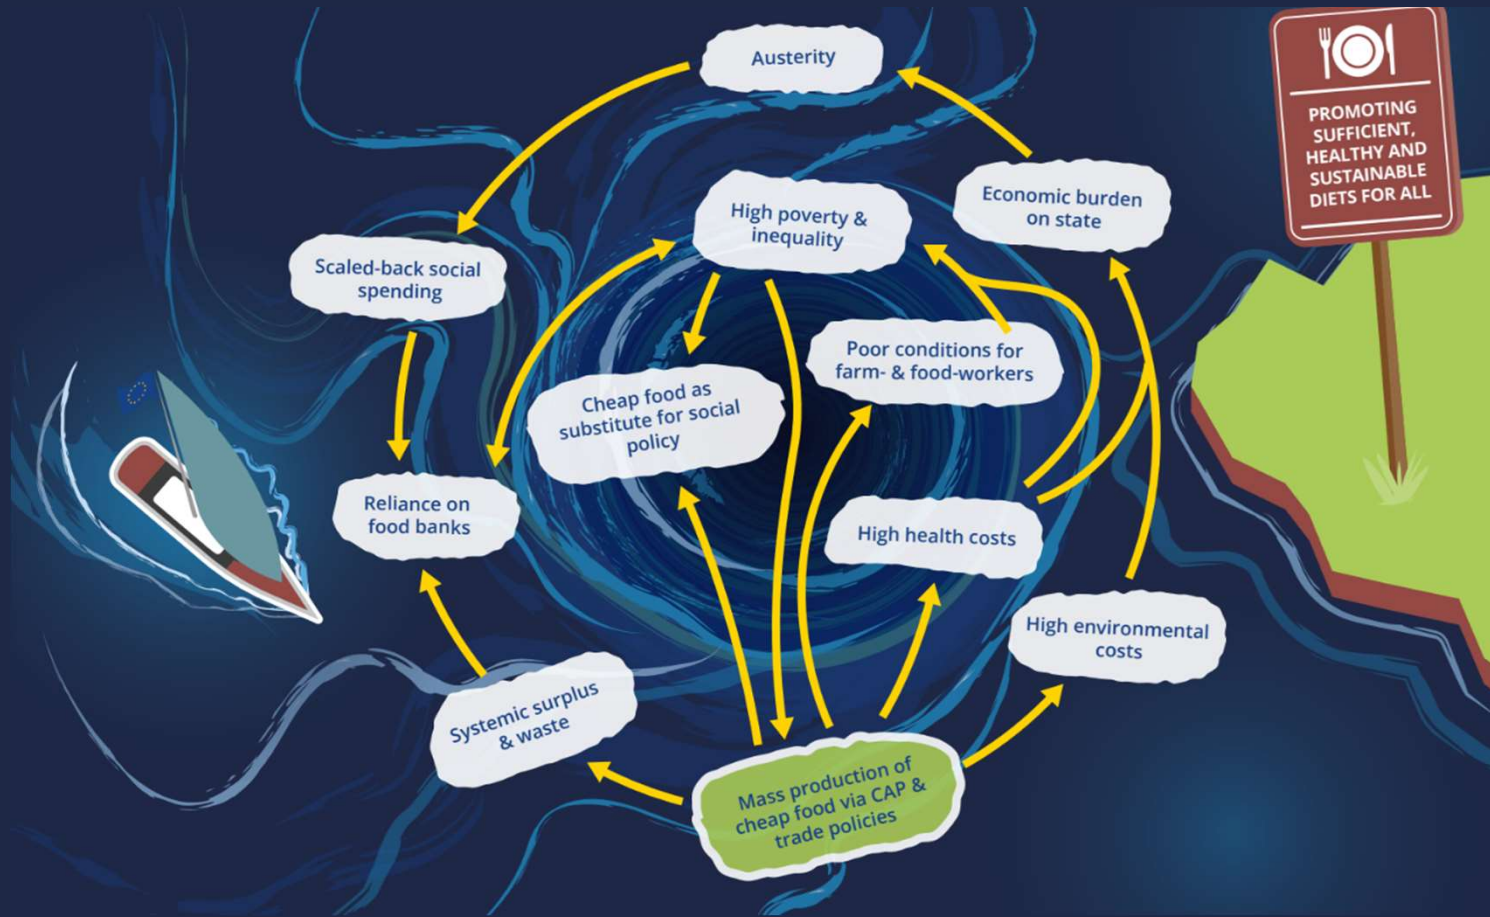 Austerity
PROMOTING
SUFFICIENT,
HEALTHY AND
SUSTAINABLE
DIETS FOR ALL
Economic burden
on state
High poverty &
inequality
Scaled-back social
spending
Poor conditions for
farm- & food-workers
Cheap food as
substitute for social
policy
Reliance on
food banks
High health costs
High environmental
costs
Systemic surplus
& waste
Mass production of
cheap food via CAP &
trade policies